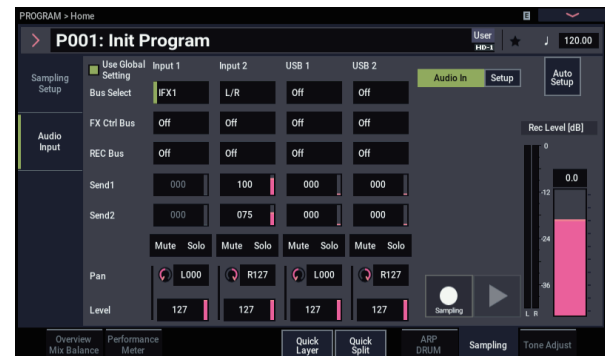 PROGRAM > Home
P001: Init Program
User
HD-1
♩ 120.00
Sampling
Setup
Audio
Input
Use Global
Setting
Input 1 Input 2 USB 1 USB 2
Audio In Setup
Auto
Setup
Bus Select IFX1 L/R Off Off
FX Ctrl Bus Off Off Off Off
REC Bus Off Off Off Off
Send1 000 100 000 000
Send2 000 075 000 000
Mute Solo Mute Solo Mute Solo Mute Solo
Pan L000 R127 L000 R127
Level 127 127 127 127
Rec Level [dB]
0
0.0
-12
-24
-36
L R
Sampling
Overview
Mix Balance
Performance
Meter
Quick
Layer
Quick
Split
ARP
DRUM
Sampling
Tone Adjust